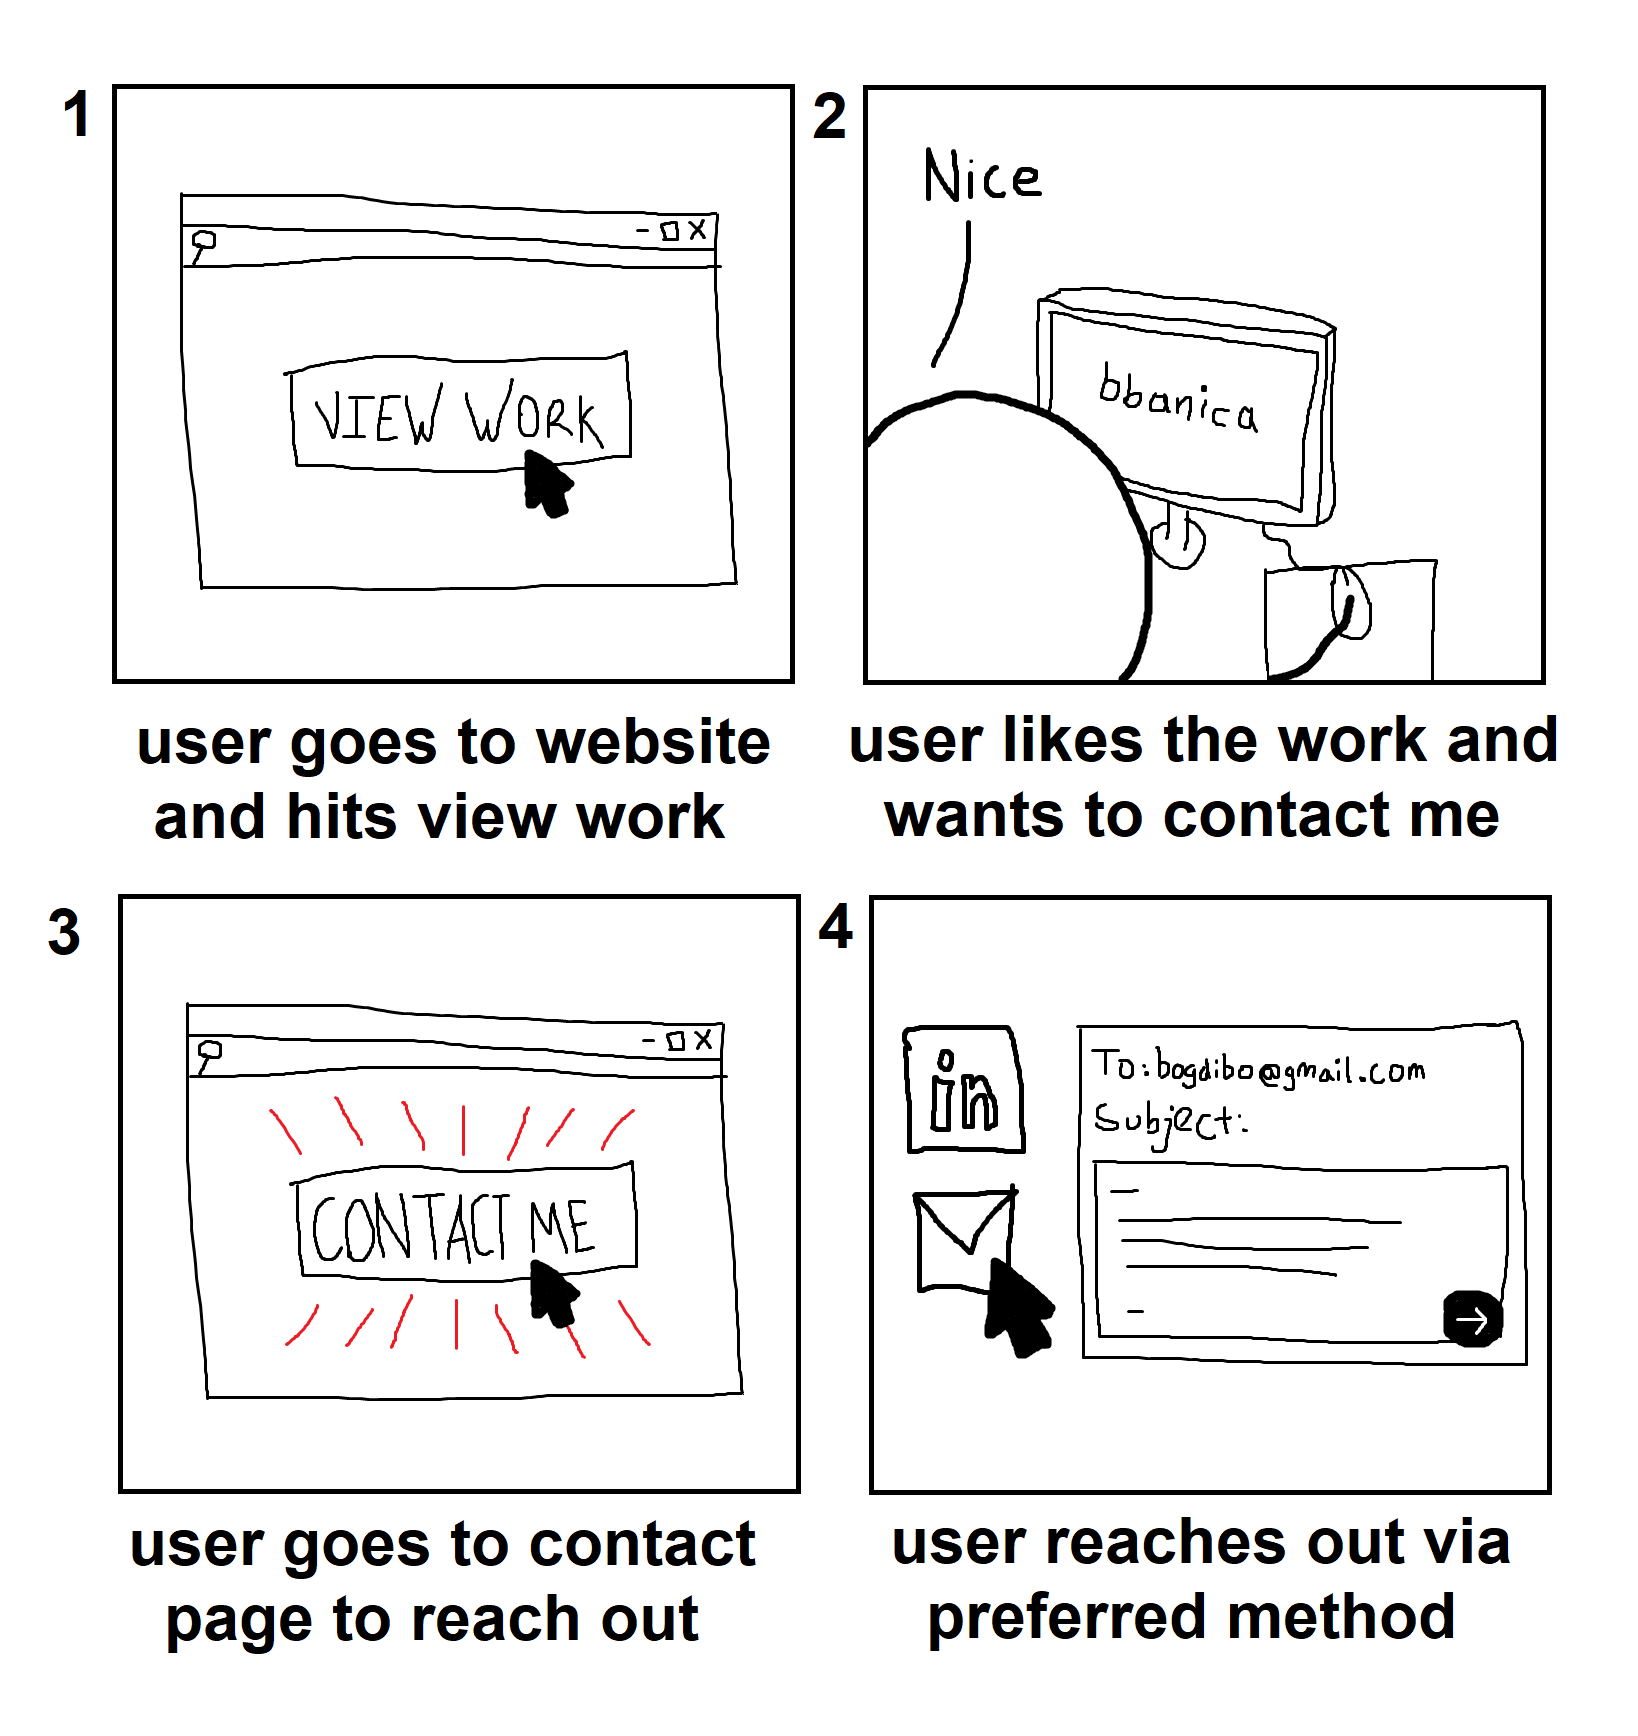 1
VIEW WORK
user goes to website
and hits view work
2
Nice
bbanica
user likes the work and
wants to contact me
3
CONTACT ME
user goes to contact
page to reach out
4
in
To: bogdibo@gmail.com
Subject:
user reaches out via
preferred method